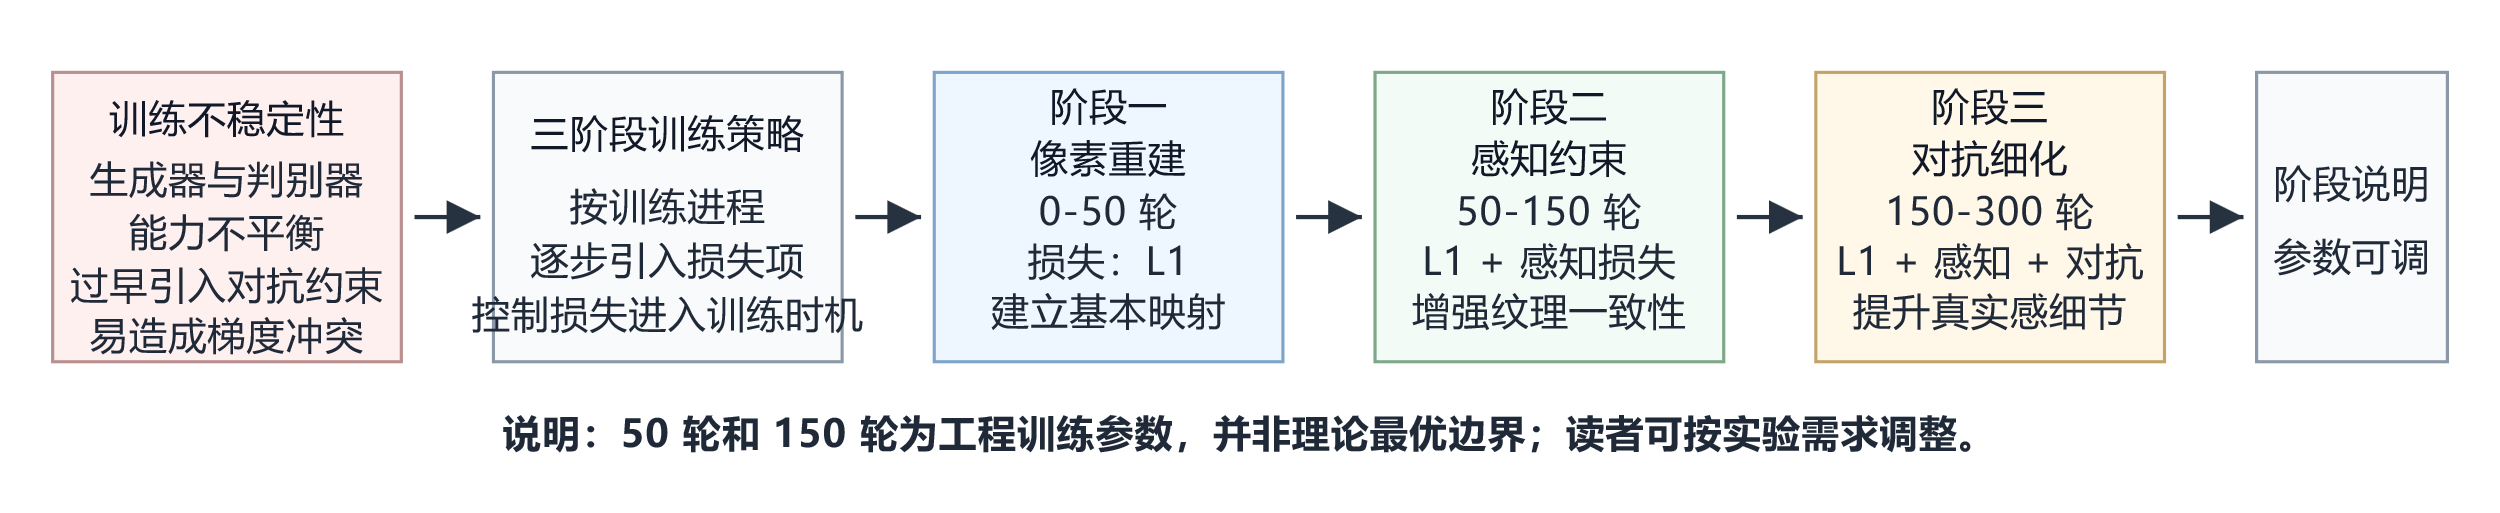 训练不稳定性
生成器与判别器
能力不平衡
过早引入对抗约束
易造成梯度冲突
三阶段训练策略
按训练进程
逐步引入损失项
控制损失进入训练时机
阶段一
像素重建
0-50 轮
损失：L1
建立基本映射
阶段二
感知约束
50-150 轮
L1 + 感知损失
增强纹理一致性
阶段三
对抗细化
150-300 轮
L1 + 感知 + 对抗
提升真实感细节
阶段说明
参数可调
说明：50 轮和 150 轮为工程训练参数，并非理论最优边界；读者可按实验需求调整。